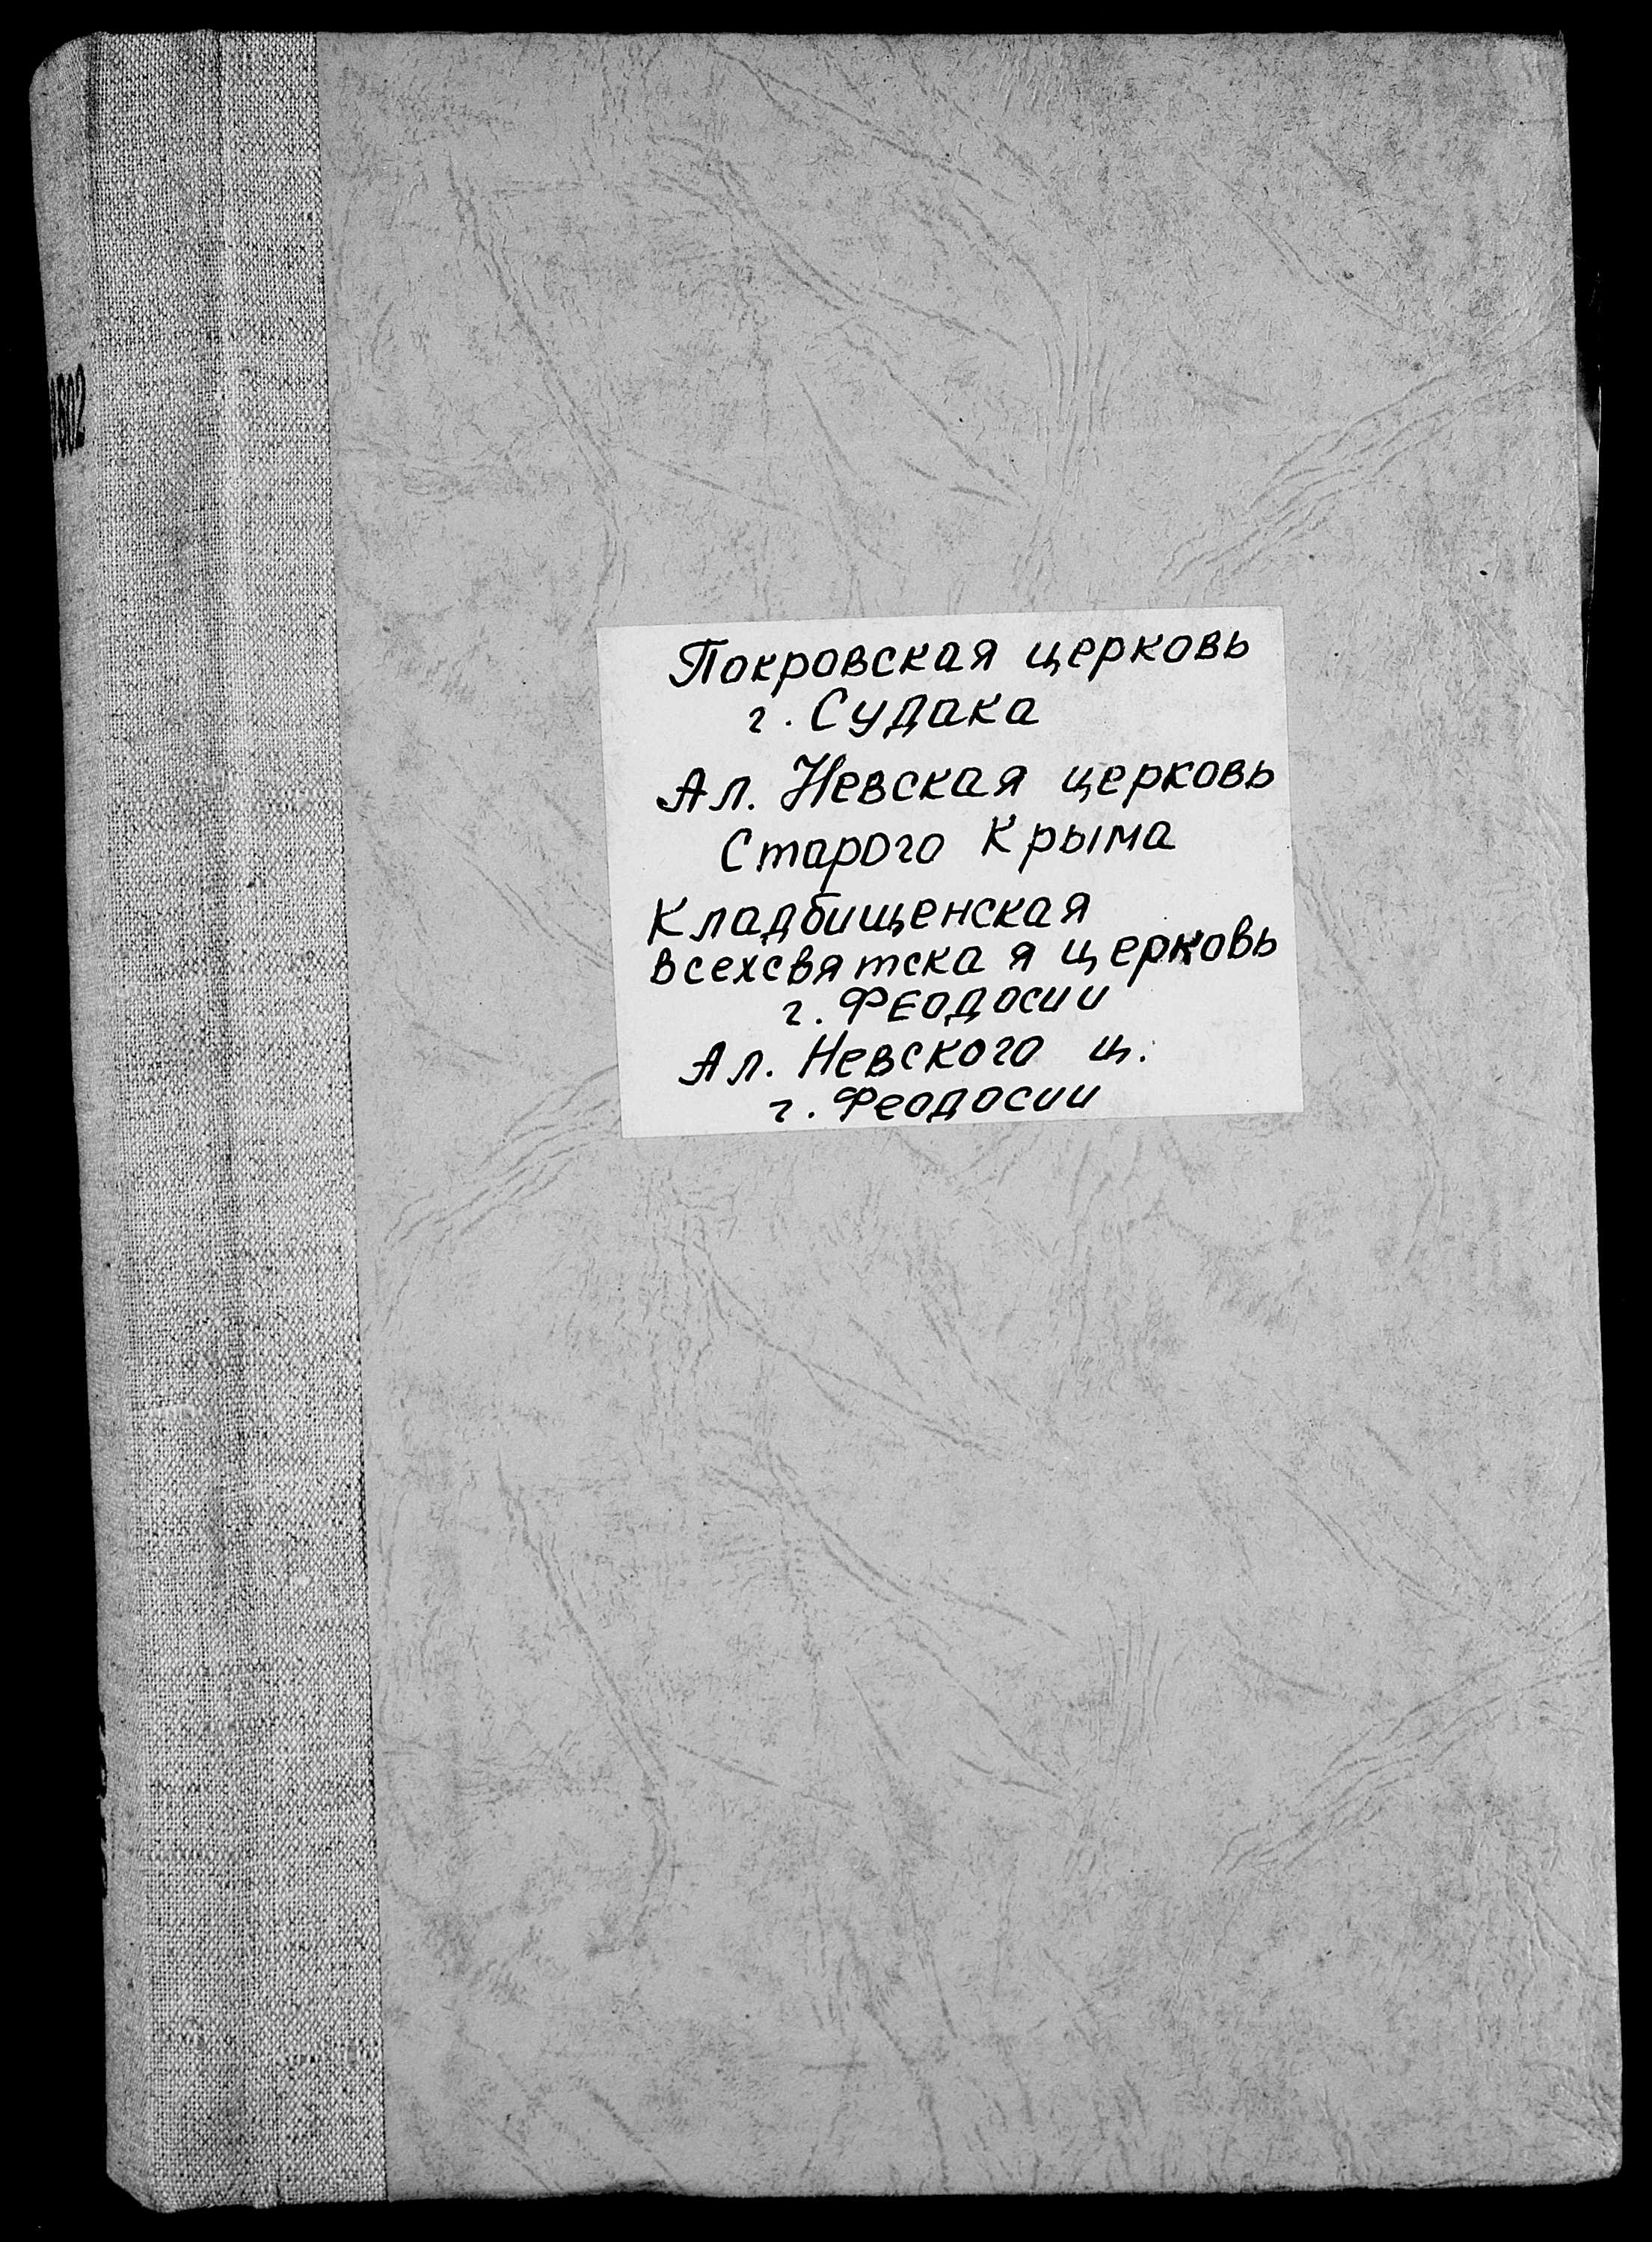 Покровская церковь
г. Судака
Ал. Невская церковь
Старого Крыма
Кладбищенская
Всехсвятская церковь
г. Феодосии
Ал. Невского ц.
г. Феодосии